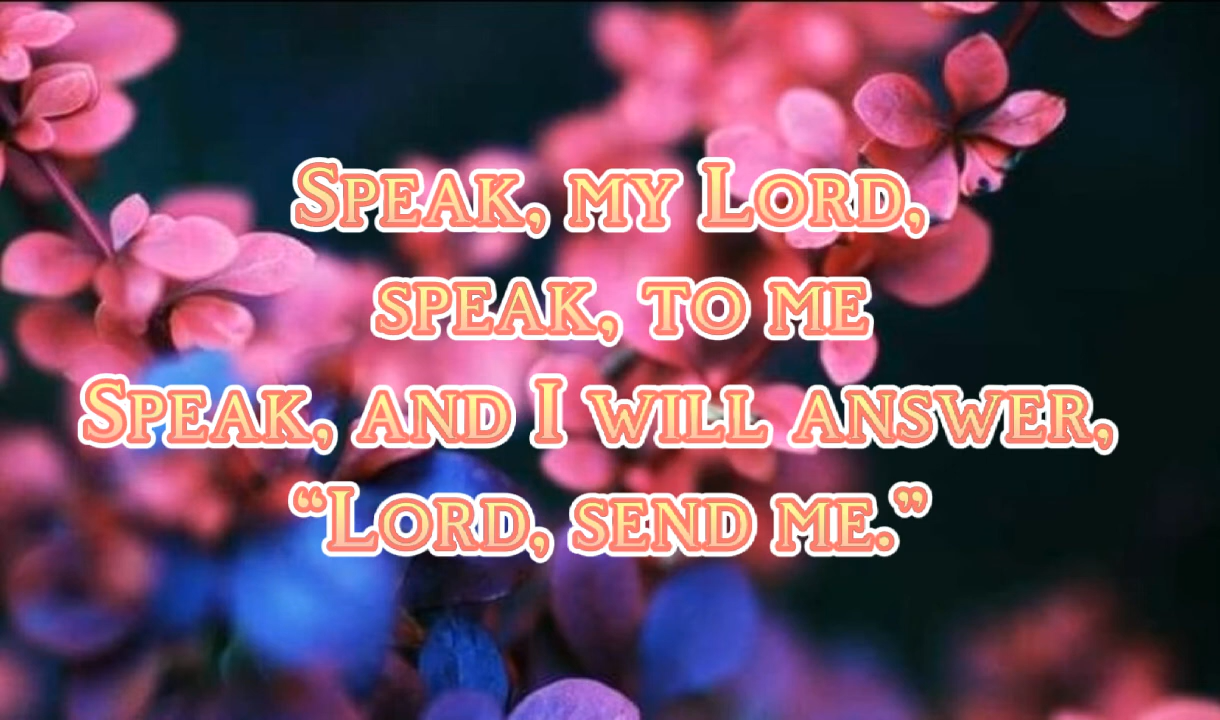 Speak, my Lord,
speak, to me
Speak, and I will answer,
“Lord, send me.”